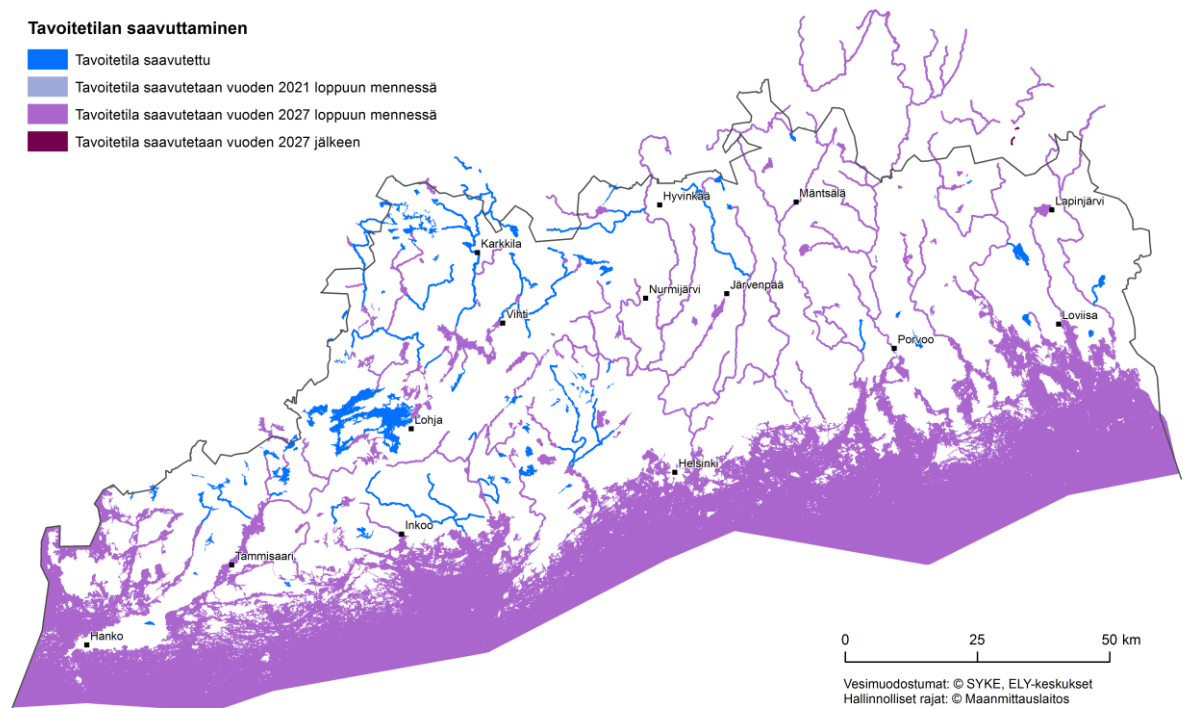 Tavoitetilan saavuttaminen
Tavoitetila saavutettu
Tavoitetila saavutetaan vuoden 2021 loppuun mennessä
Tavoitetila saavutetaan vuoden 2027 loppuun mennessä
Tavoitetila saavutetaan vuoden 2027 jälkeen
Hyvinkää
Mäntsälä
Lapinjärvi
Karkkila
Nurmijärvi
Järvenpää
Vihti
Loviisa
Porvoo
Lohja
Helsinki
Inkoo
Tammisaari
Hanko
0 25 50 km
Vesimuodostumat: © SYKE, ELY-keskukset
Hallinnolliset rajat: © Maanmittauslaitos